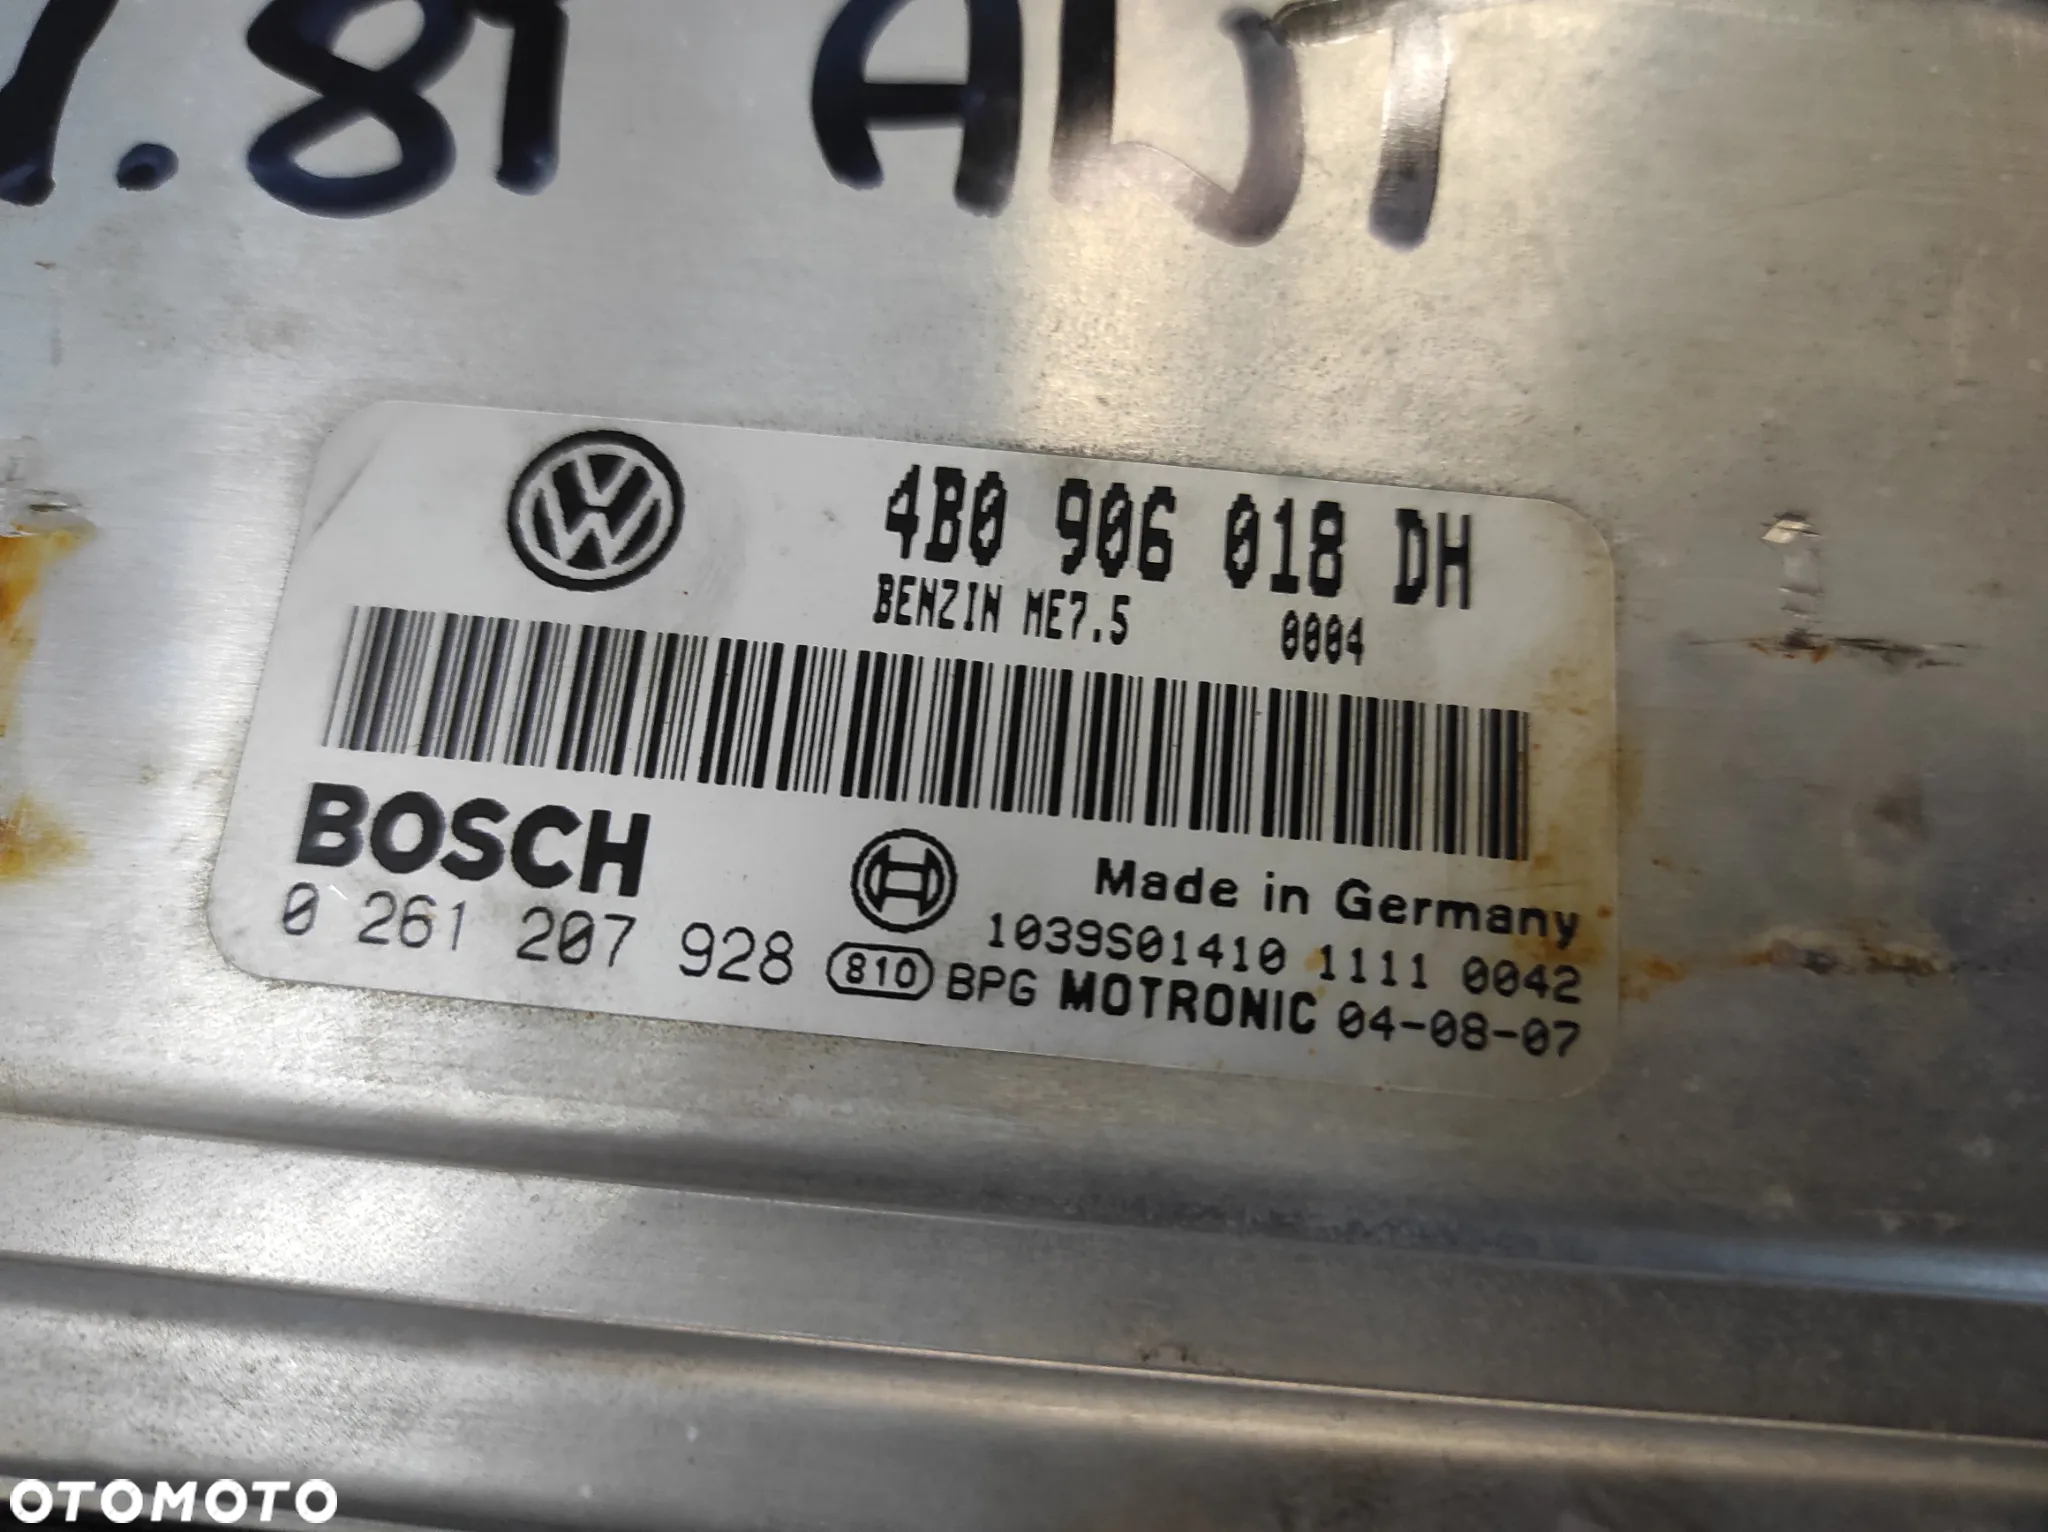 1.8T AWT
4B0 906 018 DH
BENZIN ME7.5 0004
BOSCH
Made in Germany
0 261 207 928
1039S01410 1111 0042
810 BPG MOTRONIC 04-08-07
OTOMOTO